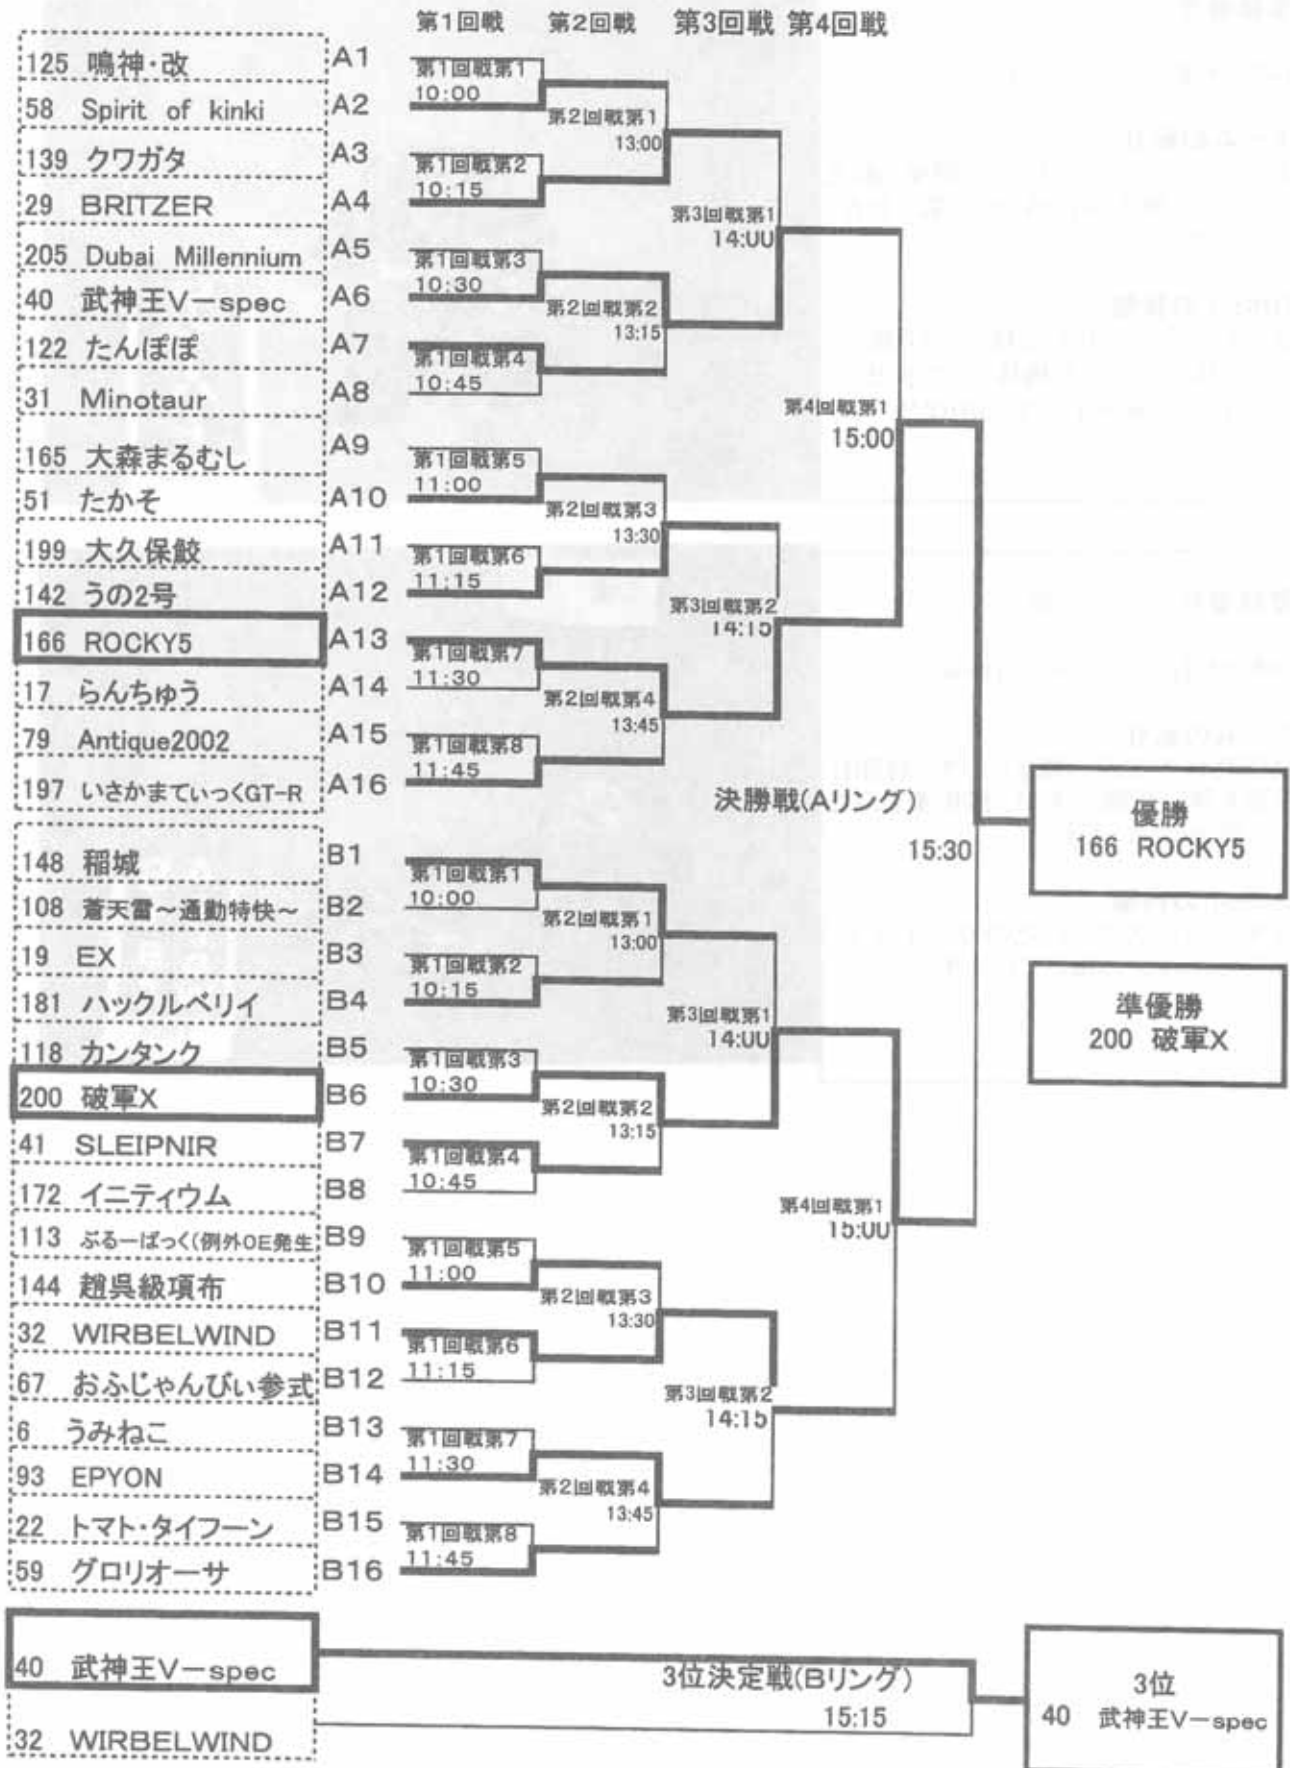 第1回戦 第2回戦 第3回戦 第4回戦
125 鳴神・改 A1
第1回戦第1
10:00
58 Spirit of kinki A2
第2回戦第1
13:00
139 クワガタ A3
第1回戦第2
10:15
29 BRITZER A4
第3回戦第1
14:00
205 Dubai Millennium A5
第1回戦第3
10:30
40 武神王V-spec A6
第2回戦第2
13:15
122 たんぽぽ A7
第1回戦第4
10:45
31 Minotaur A8
第4回戦第1
15:00
165 大森まるむし A9
第1回戦第5
11:00
51 たかそ A10
第2回戦第3
13:30
199 大久保鮫 A11
第1回戦第6
11:15
142 うの2号 A12
第3回戦第2
14:15
166 ROCKY5 A13
第1回戦第7
11:30
17 らんちゅう A14
第2回戦第4
13:45
79 Antique2002 A15
第1回戦第8
11:45
197 いさかまていっくGT-R A16
決勝戦(Aリング)
15:30
優勝
166 ROCKY5
148 稲城 B1
第1回戦第1
10:00
108 蒼天雷～通勤特快～ B2
第2回戦第1
13:00
19 EX B3
第1回戦第2
10:15
181 ハックルベリイ B4
第3回戦第1
14:00
準優勝
200 破軍X
118 カンタンク B5
第1回戦第3
10:30
200 破軍X B6
第2回戦第2
13:15
41 SLEIPNIR B7
第1回戦第4
10:45
172 イニティウム B8
第4回戦第1
15:00
113 ぶるーばっく(例外OE発生 B9
第1回戦第5
11:00
144 趙呉級項布 B10
第2回戦第3
13:30
32 WIRBELWIND B11
第1回戦第6
11:15
67 おふじゃんびぃ参式 B12
第3回戦第2
14:15
6 うみねこ B13
第1回戦第7
11:30
93 EPYON B14
第2回戦第4
13:45
22 トマト・タイフーン B15
第1回戦第8
11:45
59 グロリオーサ B16
40 武神王V-spec
3位決定戦(Bリング)
15:15
32 WIRBELWIND
3位
40 武神王V-spec